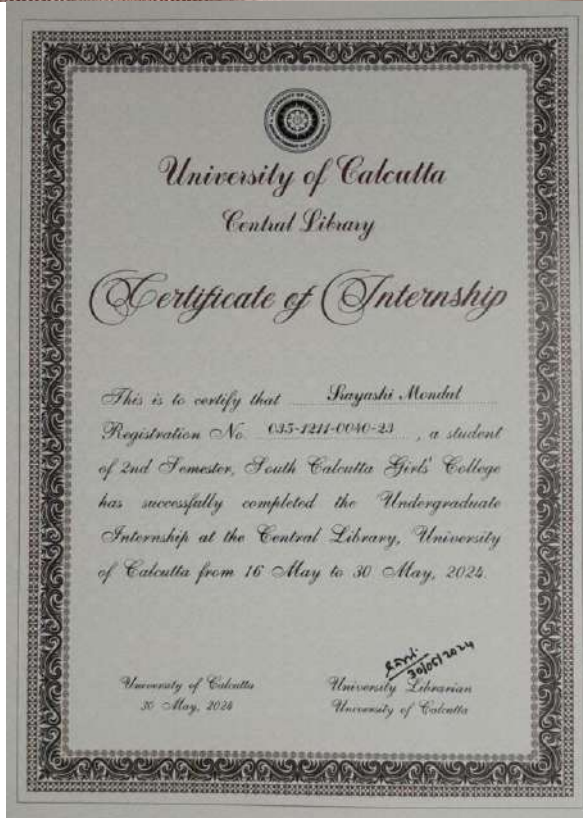 University of Calcutta
Central Library
Certificate of Internship
This is to certify that Srayashi Mondal
Registration No. 035-1211-0040-23, a student
of 2nd Semester, South Calcutta Girls' College
has successfully completed the Undergraduate
Internship at the Central Library, University
of Calcutta from 16 May to 30 May, 2024.
30/05/2024
University of Calcutta
30 May, 2024
University Librarian
University of Calcutta